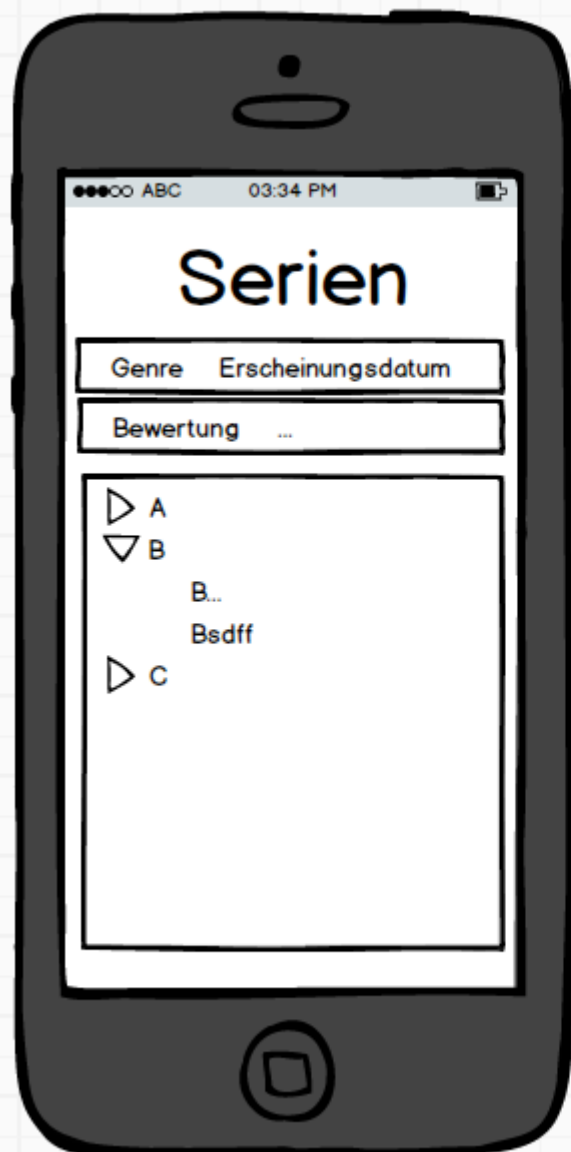 ABC 03:34 PM
Serien
Genre Erscheinungsdatum
Bewertung ...
A
B
B...
Bsdff
C